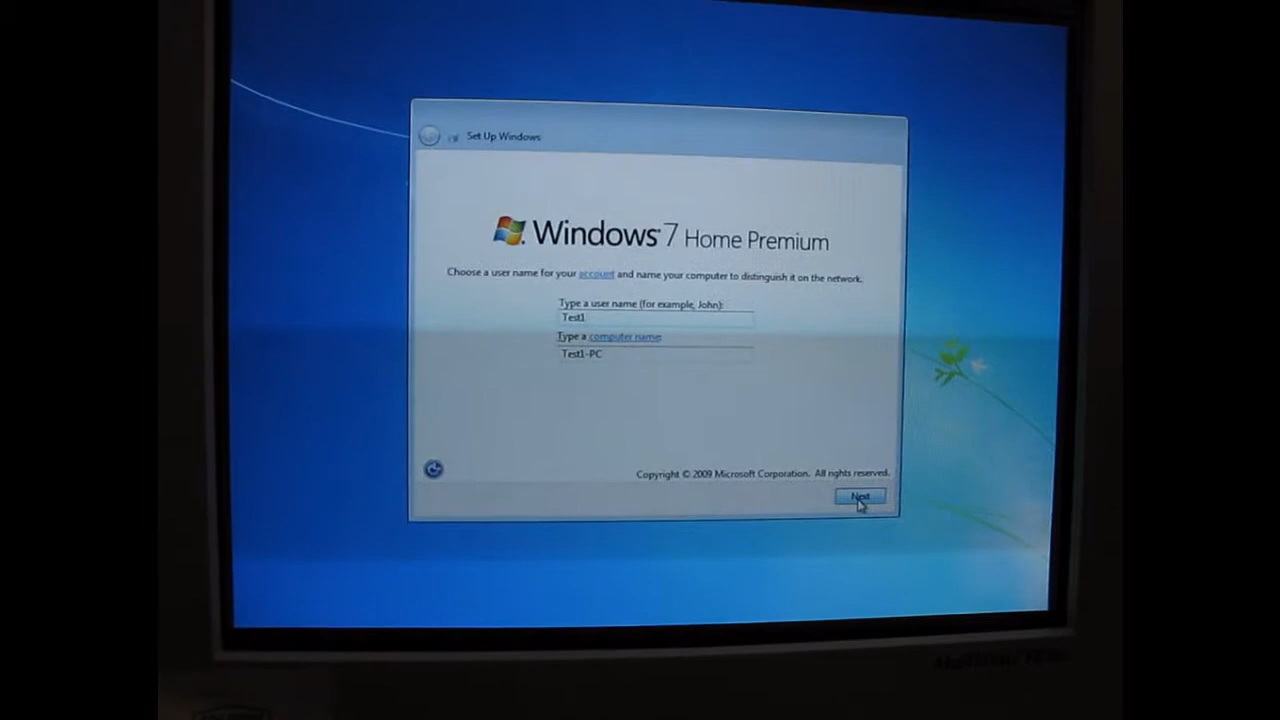 Set Up Windows
Windows 7 Home Premium
Choose a user name for your account and name your computer to distinguish it on the network.
Type a user name (for example, John):
Test1
Type a computer name:
Test1-PC
Copyright © 2009 Microsoft Corporation. All rights reserved.
Next